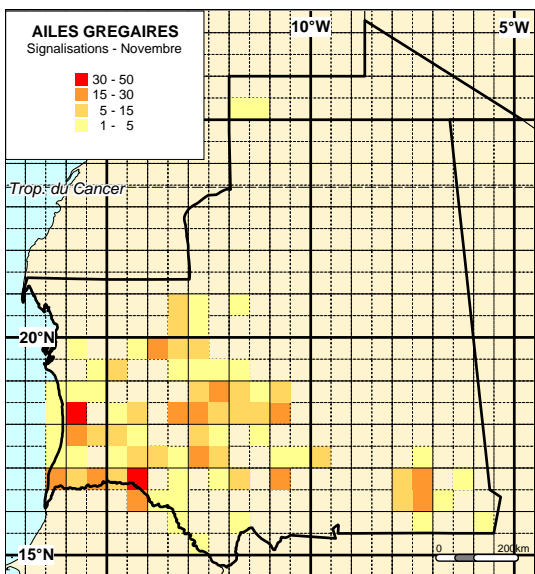 AILES GREGAIRES
Signalisations - Novembre
30 - 50
15 - 30
5 - 15
1 - 5
10°W
5°W
Trop. du Cancer
20°N
15°N
0 200km